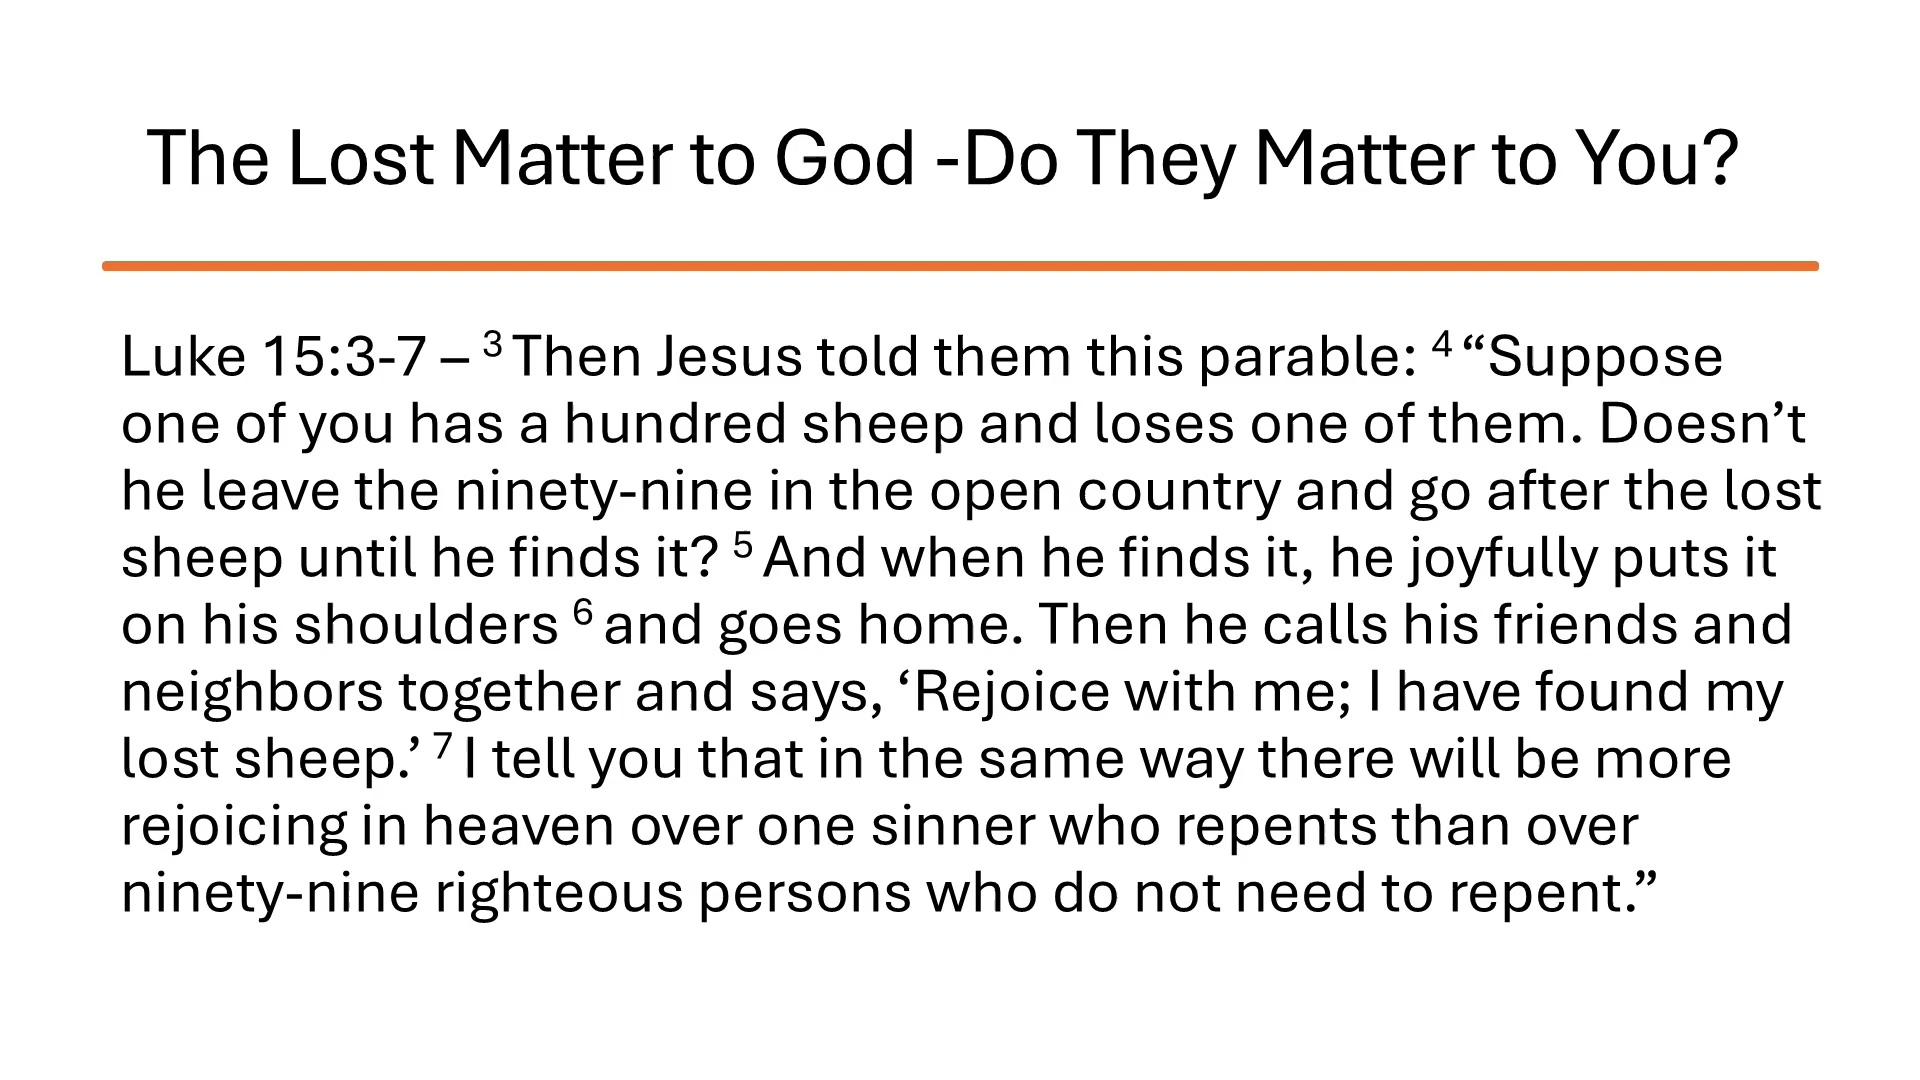 The Lost Matter to God -Do They Matter to You?
Luke 15:3-7 – ³ Then Jesus told them this parable: ⁴ “Suppose
one of you has a hundred sheep and loses one of them. Doesn’t
he leave the ninety-nine in the open country and go after the lost
sheep until he finds it? ⁵ And when he finds it, he joyfully puts it
on his shoulders ⁶ and goes home. Then he calls his friends and
neighbors together and says, ‘Rejoice with me; I have found my
lost sheep.’ ⁷ I tell you that in the same way there will be more
rejoicing in heaven over one sinner who repents than over
ninety-nine righteous persons who do not need to repent.”